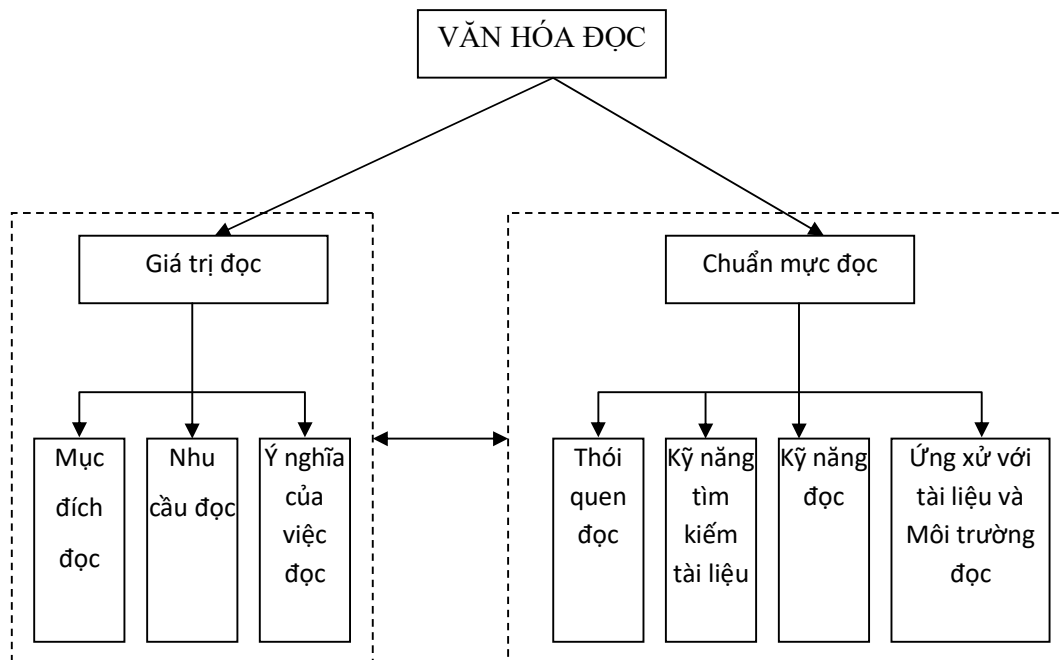 VĂN HÓA ĐỌC
Giá trị đọc
Chuẩn mực đọc
Mục
đích
đọc
Nhu
cầu đọc
Ý nghĩa
của
việc
đọc
Thói
quen
đọc
Kỹ năng
tìm
kiếm
tài liệu
Kỹ năng
đọc
Ứng xử với
tài liệu và
Môi trường
đọc